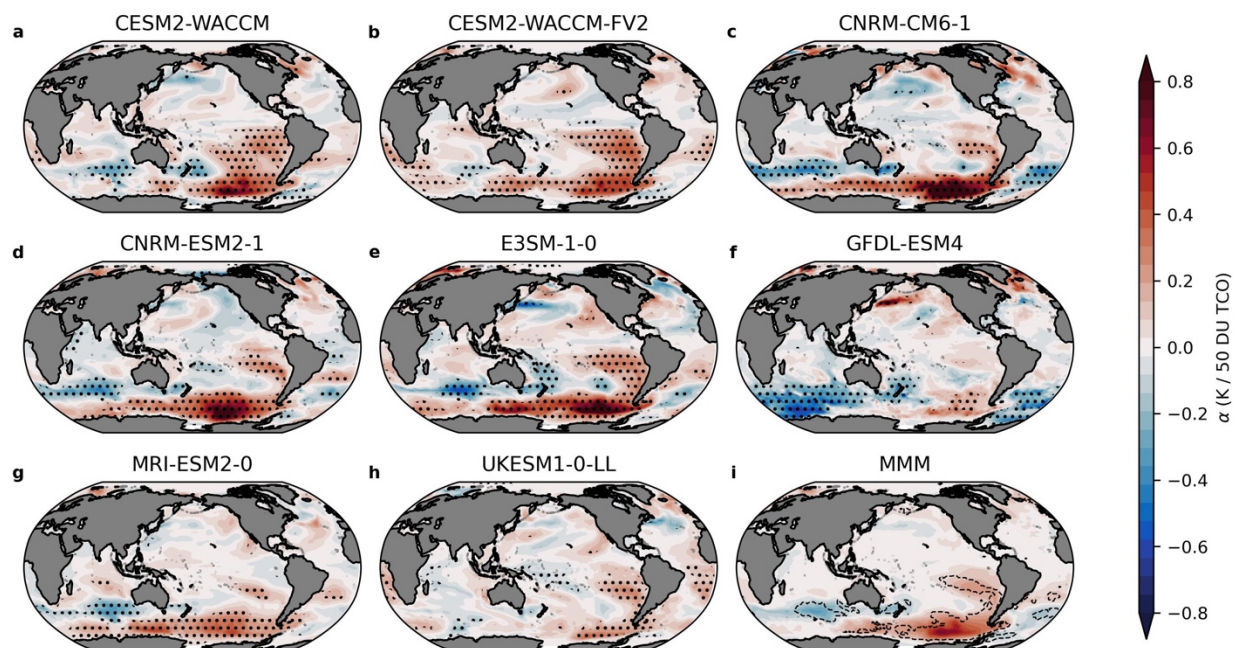 a CESM2-WACCM
b CESM2-WACCM-FV2
c CNRM-CM6-1
d CNRM-ESM2-1
e E3SM-1-0
f GFDL-ESM4
g MRI-ESM2-0
h UKESM1-0-LL
i MMM
0.8
0.6
0.4
0.2
0.0
−0.2
−0.4
−0.6
−0.8
α (K / 50 DU TCO)